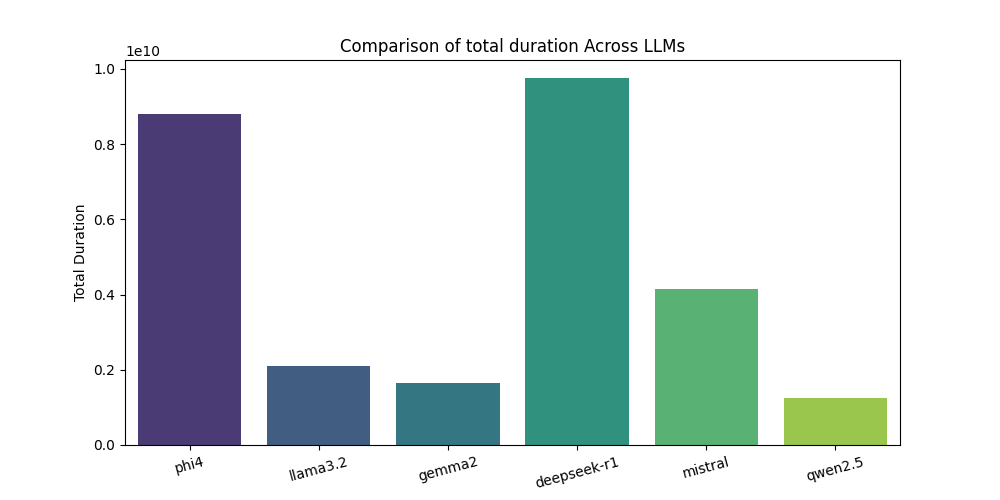 Comparison of total duration Across LLMs
1e10
1.0
0.8
0.6
0.4
0.2
0.0
Total Duration
phi4
llama3.2
gemma2
deepseek-r1
mistral
qwen2.5